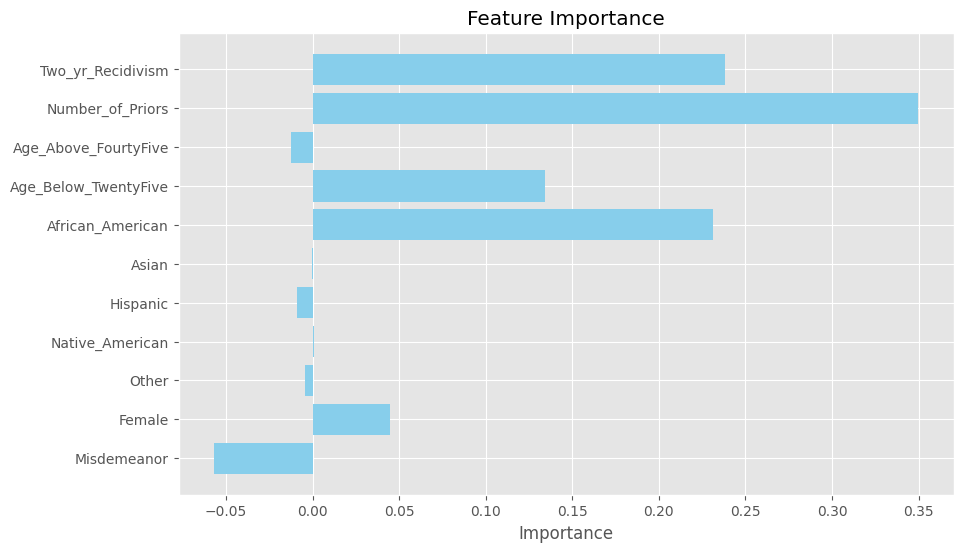 Feature Importance
Two_yr_Recidivism
Number_of_Priors
Age_Above_FourtyFive
Age_Below_TwentyFive
African_American
Asian
Hispanic
Native_American
Other
Female
Misdemeanor
−0.05 0.00 0.05 0.10 0.15 0.20 0.25 0.30 0.35
Importance